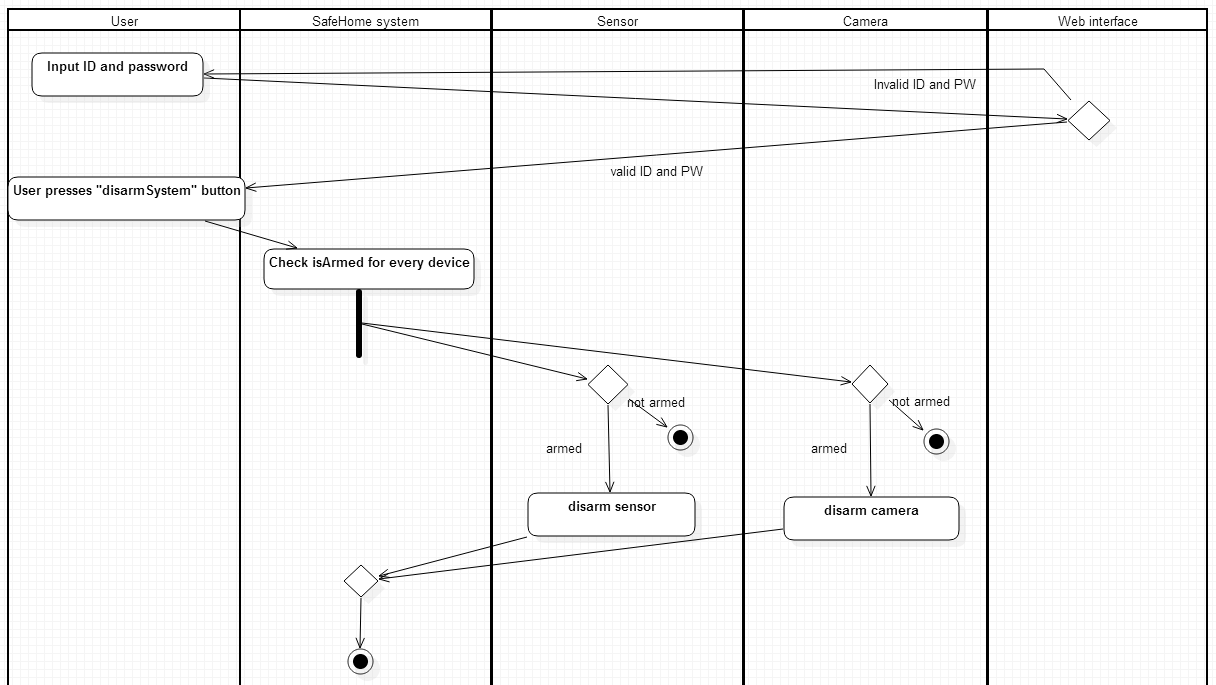 User
SafeHome system
Sensor
Camera
Web interface
Input ID and password
Invalid ID and PW
valid ID and PW
User presses "disarmSystem" button
Check isArmed for every device
not armed
not armed
armed
armed
disarm sensor
disarm camera